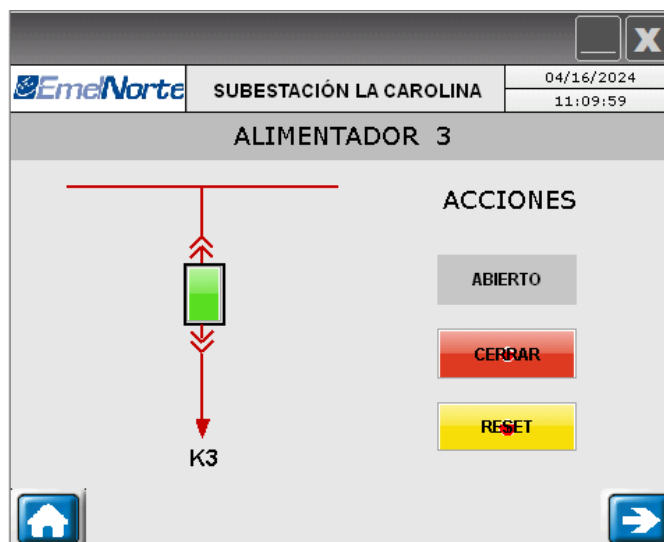 X
EmelNorte
SUBESTACIÓN LA CAROLINA
04/16/2024
11:09:59
ALIMENTADOR 3
ACCIONES
ABIERTO
CERRAR
RESET
K3